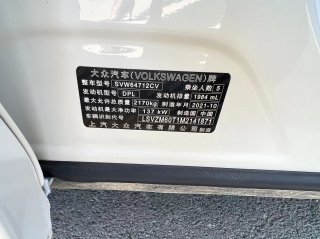 大众汽车(VOLKSWAGEN)牌
整车型号 SVW64712CV 乘坐人数 5
发动机型号 DPL 发动机排量 1984 mL
最大允许总质量 2170kg 制造年月 2021-10
发动机最大净功率 137 kW 制造国 中国
车辆识别代号 LSVZM60T1M2141871
上汽大众汽车有限公司 制造